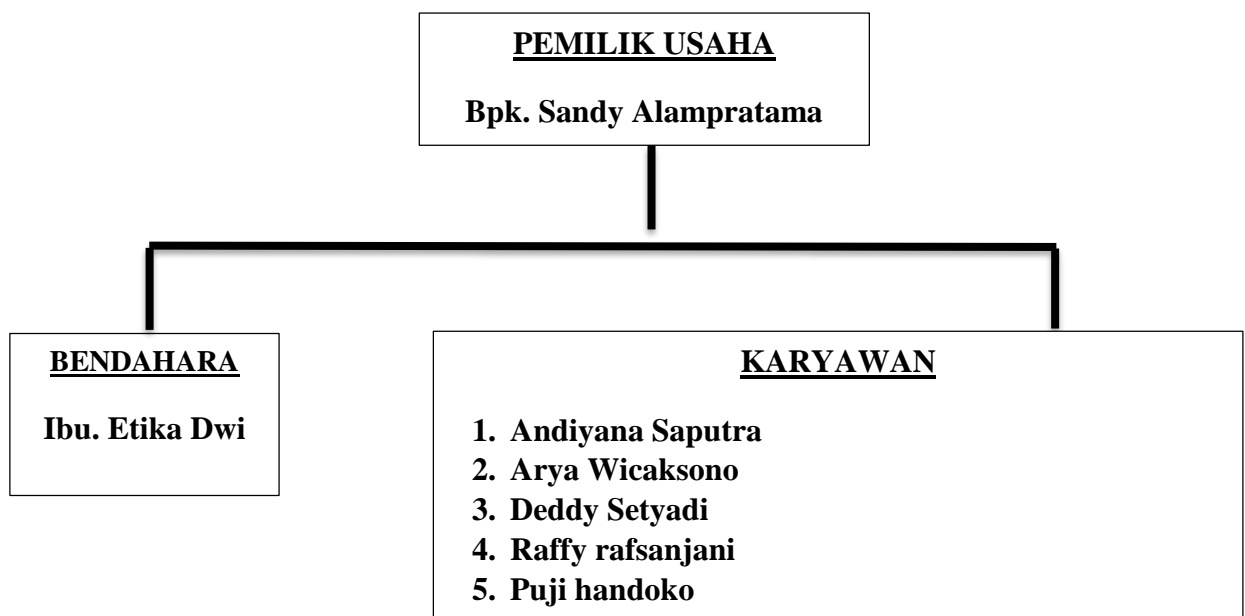 PEMILIK USAHA
Bpk. Sandy Alampratama
BENDAHARA
Ibu. Etika Dwi
KARYAWAN
1. Andiyana Saputra
2. Arya Wicaksono
3. Deddy Setyadi
4. Raffy rafsanjani
5. Puji handoko